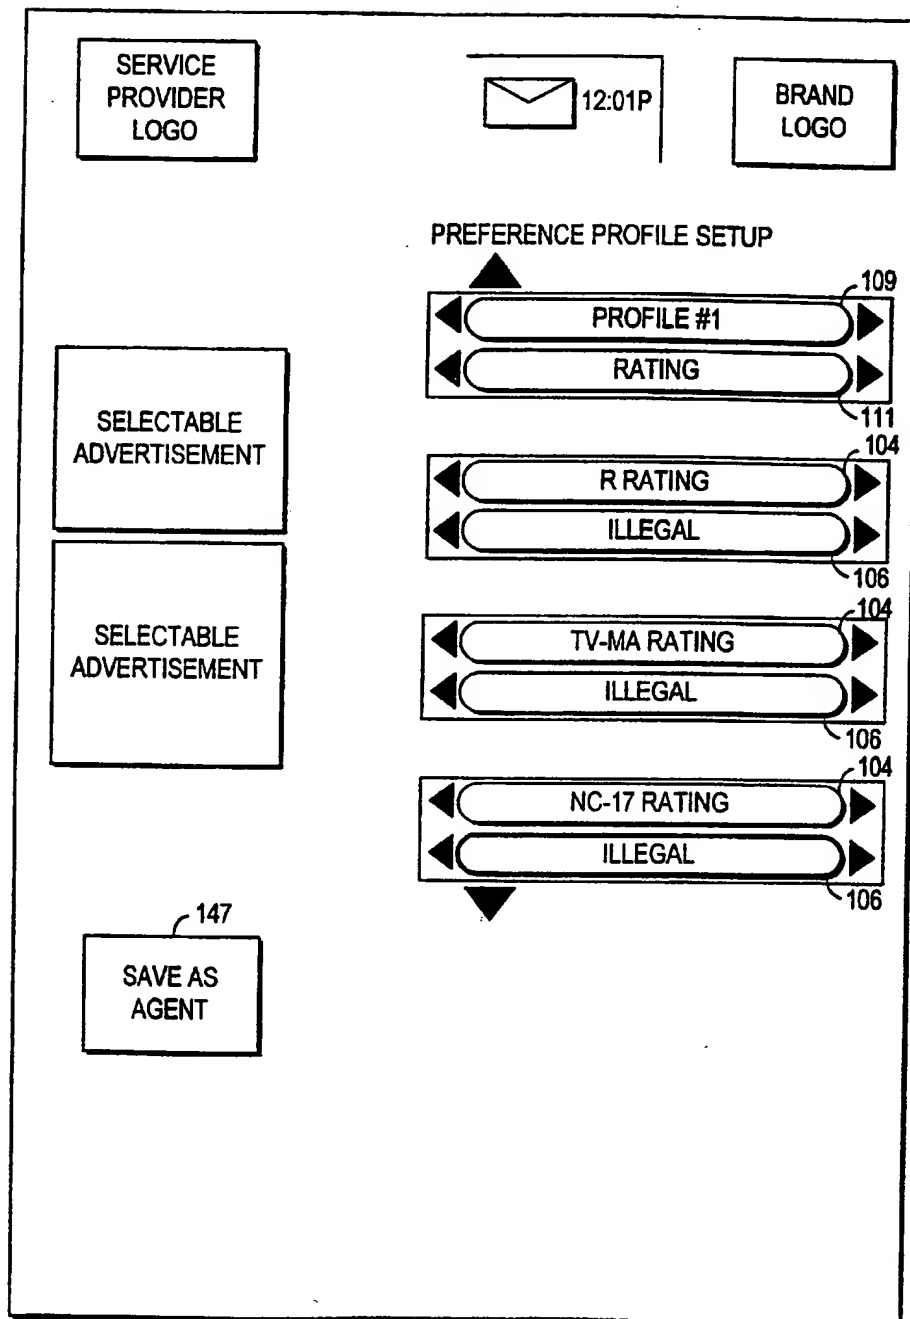 SERVICE
PROVIDER
LOGO
12:01P
BRAND
LOGO
PREFERENCE PROFILE SETUP
109
PROFILE #1
RATING
111
SELECTABLE
ADVERTISEMENT
104
R RATING
ILLEGAL
106
SELECTABLE
ADVERTISEMENT
104
TV-MA RATING
ILLEGAL
106
104
NC-17 RATING
ILLEGAL
106
147
SAVE AS
AGENT